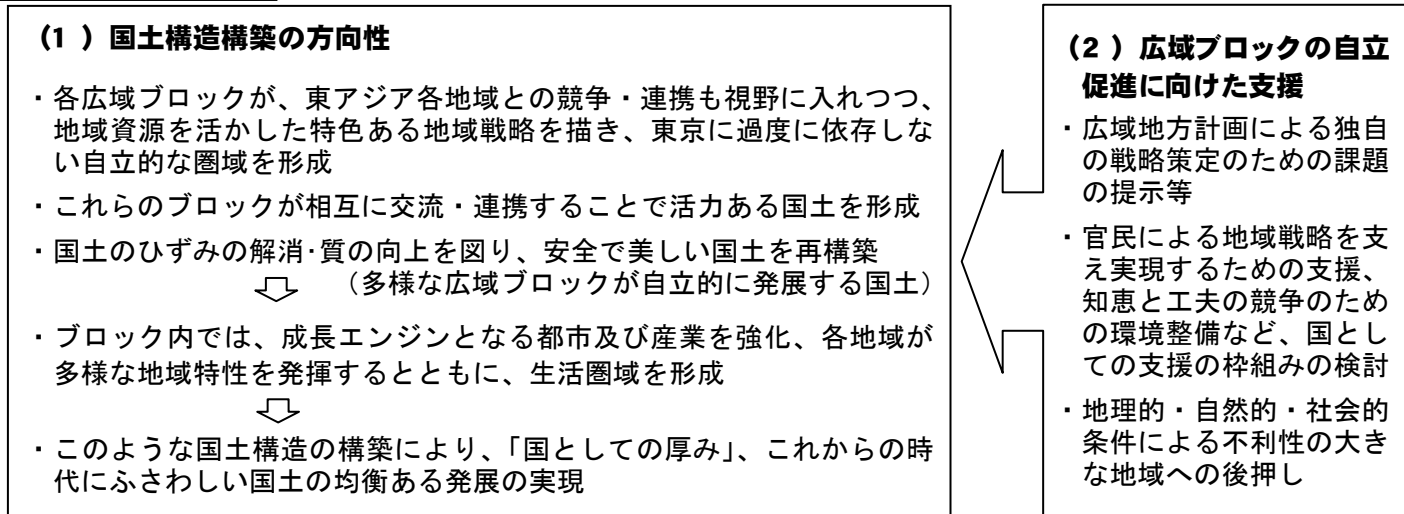 （1 ）国土構造構築の方向性
・各広域ブロックが、東アジア各地域との競争・連携も視野に入れつつ、
地域資源を活かした特色ある地域戦略を描き、東京に過度に依存しな
い自立的な圏域を形成
・これらのブロックが相互に交流・連携することで活力ある国土を形成
・国土のひずみの解消･質の向上を図り、安全で美しい国土を再構築
（多様な広域ブロックが自立的に発展する国土）
・ブロック内では、成長エンジンとなる都市及び産業を強化、各地域が
多様な地域特性を発揮するとともに、生活圏域を形成
・このような国土構造の構築により、「国としての厚み」、これからの時
代にふさわしい国土の均衡ある発展の実現
（2 ）広域ブロックの自立
促進に向けた支援
・広域地方計画による独自
の戦略策定のための課題
の提示等
・官民による地域戦略を支
え実現するための支援、
知恵と工夫の競争のため
の環境整備など、国とし
ての支援の枠組みの検討
・地理的・自然的・社会的
条件による不利性の大き
な地域への後押し